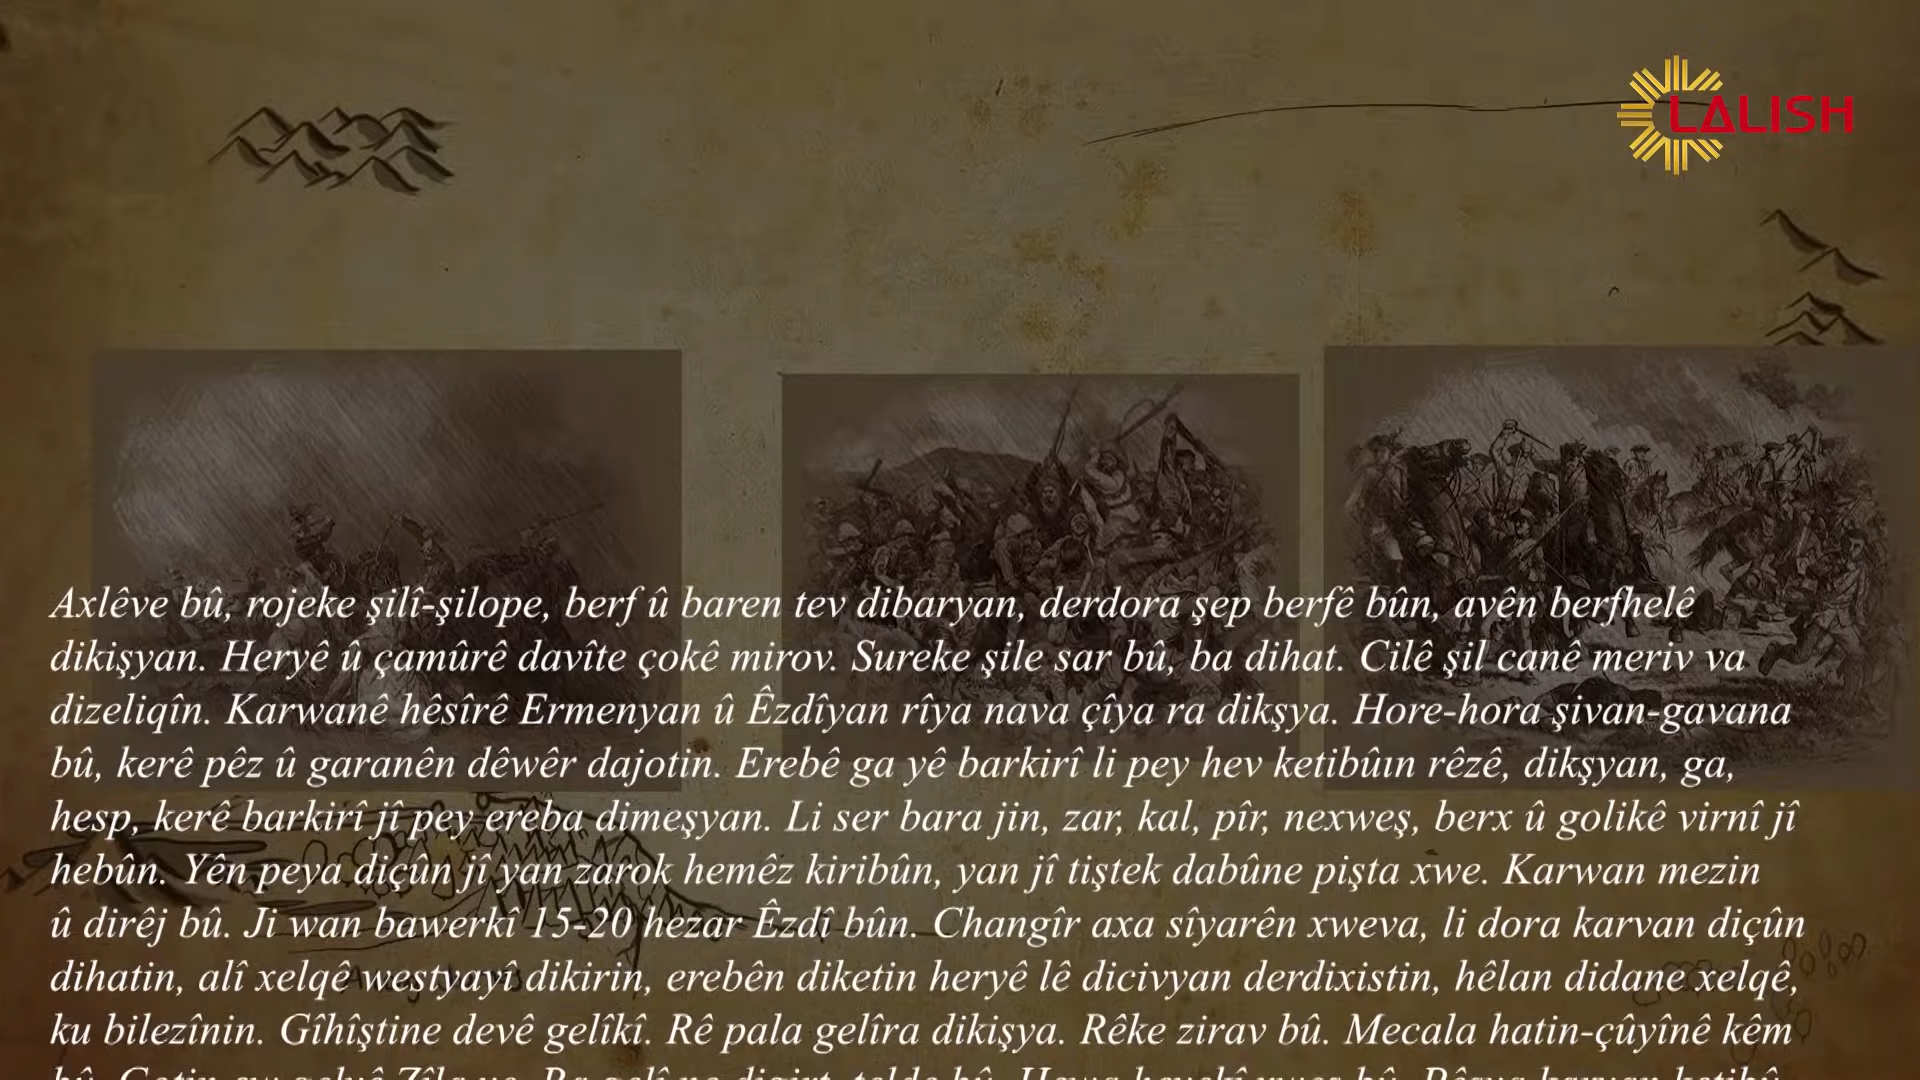 LALISH
Axlêve bû, rojeke şilî-şilope, berf û baren tev dibaryan, derdora şep berfê bûn, avên berfhelê
dikişyan. Heryê û çamûrê davîte çokê mirov. Sureke şile sar bû, ba dihat. Cilê şil canê meriv va
dizeliqîn. Karwanê hêsîrê Ermenyan û Êzdîyan rîya nava çîya ra dikşya. Hore-hora şivan-gavana
bû, kerê pêz û garanên dêwêr dajotin. Erebê ga yê barkirî li pey hev ketibûın rêzê, dikşyan, ga,
hesp, kerê barkirî jî pey ereba dimeşyan. Li ser bara jin, zar, kal, pîr, nexweş, berx û golikê virnî jî
hebûn. Yên peya diçûn jî yan zarok hemêz kiribûn, yan jî tiştek dabûne pişta xwe. Karwan mezin
û dirêj bû. Ji wan bawerkî 15-20 hezar Êzdî bûn. Changîr axa sîyarên xweva, li dora karvan diçûn
dihatin, alî xelqê westyayî dikirin, erebên diketin heryê lê dicivyan derdixistin, hêlan didane xelqê,
ku bilezînin. Gîhîştine devê gelîkî. Rê pala gelîra dikişya. Rêke zirav bû. Mecala hatin-çûyînê kêm